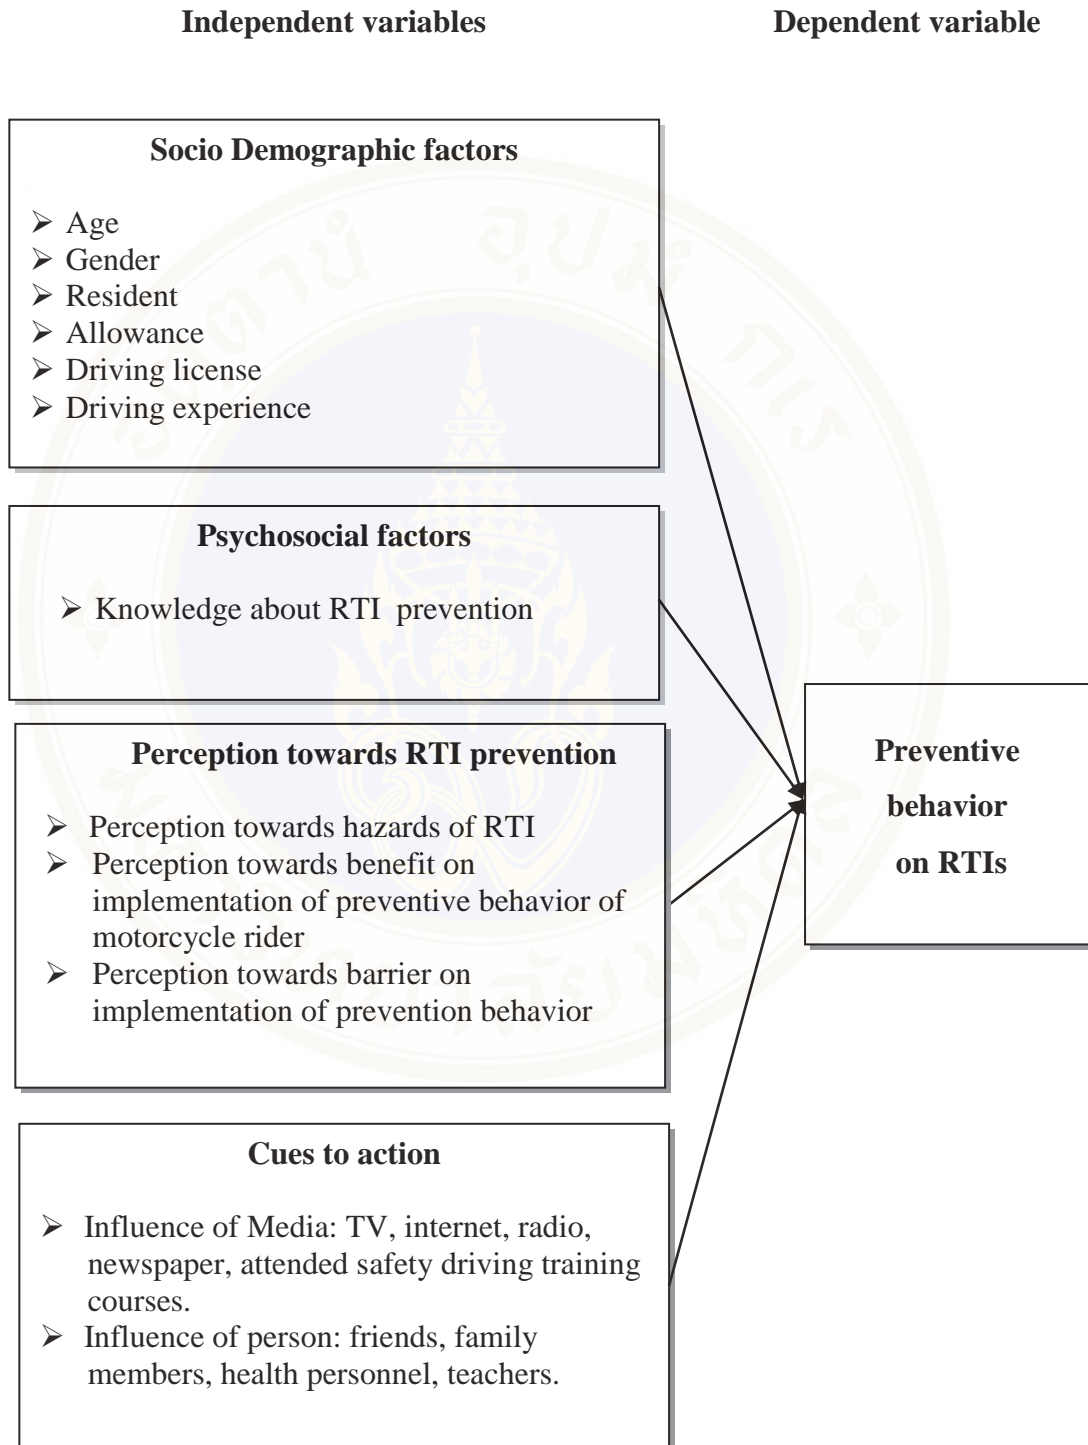 Independent variables
Dependent variable
Socio Demographic factors
➢ Age
➢ Gender
➢ Resident
➢ Allowance
➢ Driving license
➢ Driving experience
Psychosocial factors
➢ Knowledge about RTI prevention
Perception towards RTI prevention
➢ Perception towards hazards of RTI
➢ Perception towards benefit on
implementation of preventive behavior of
motorcycle rider
➢ Perception towards barrier on
implementation of prevention behavior
Cues to action
➢ Influence of Media: TV, internet, radio,
newspaper, attended safety driving training
courses.
➢ Influence of person: friends, family
members, health personnel, teachers.
Preventive
behavior
on RTIs